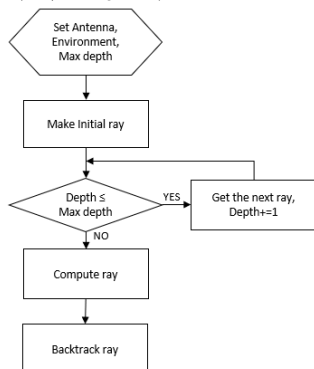 Set Antenna,
Environment,
Max depth
Make Initial ray
Depth ≤
Max depth
YES
Get the next ray,
Depth+=1
NO
Compute ray
Backtrack ray